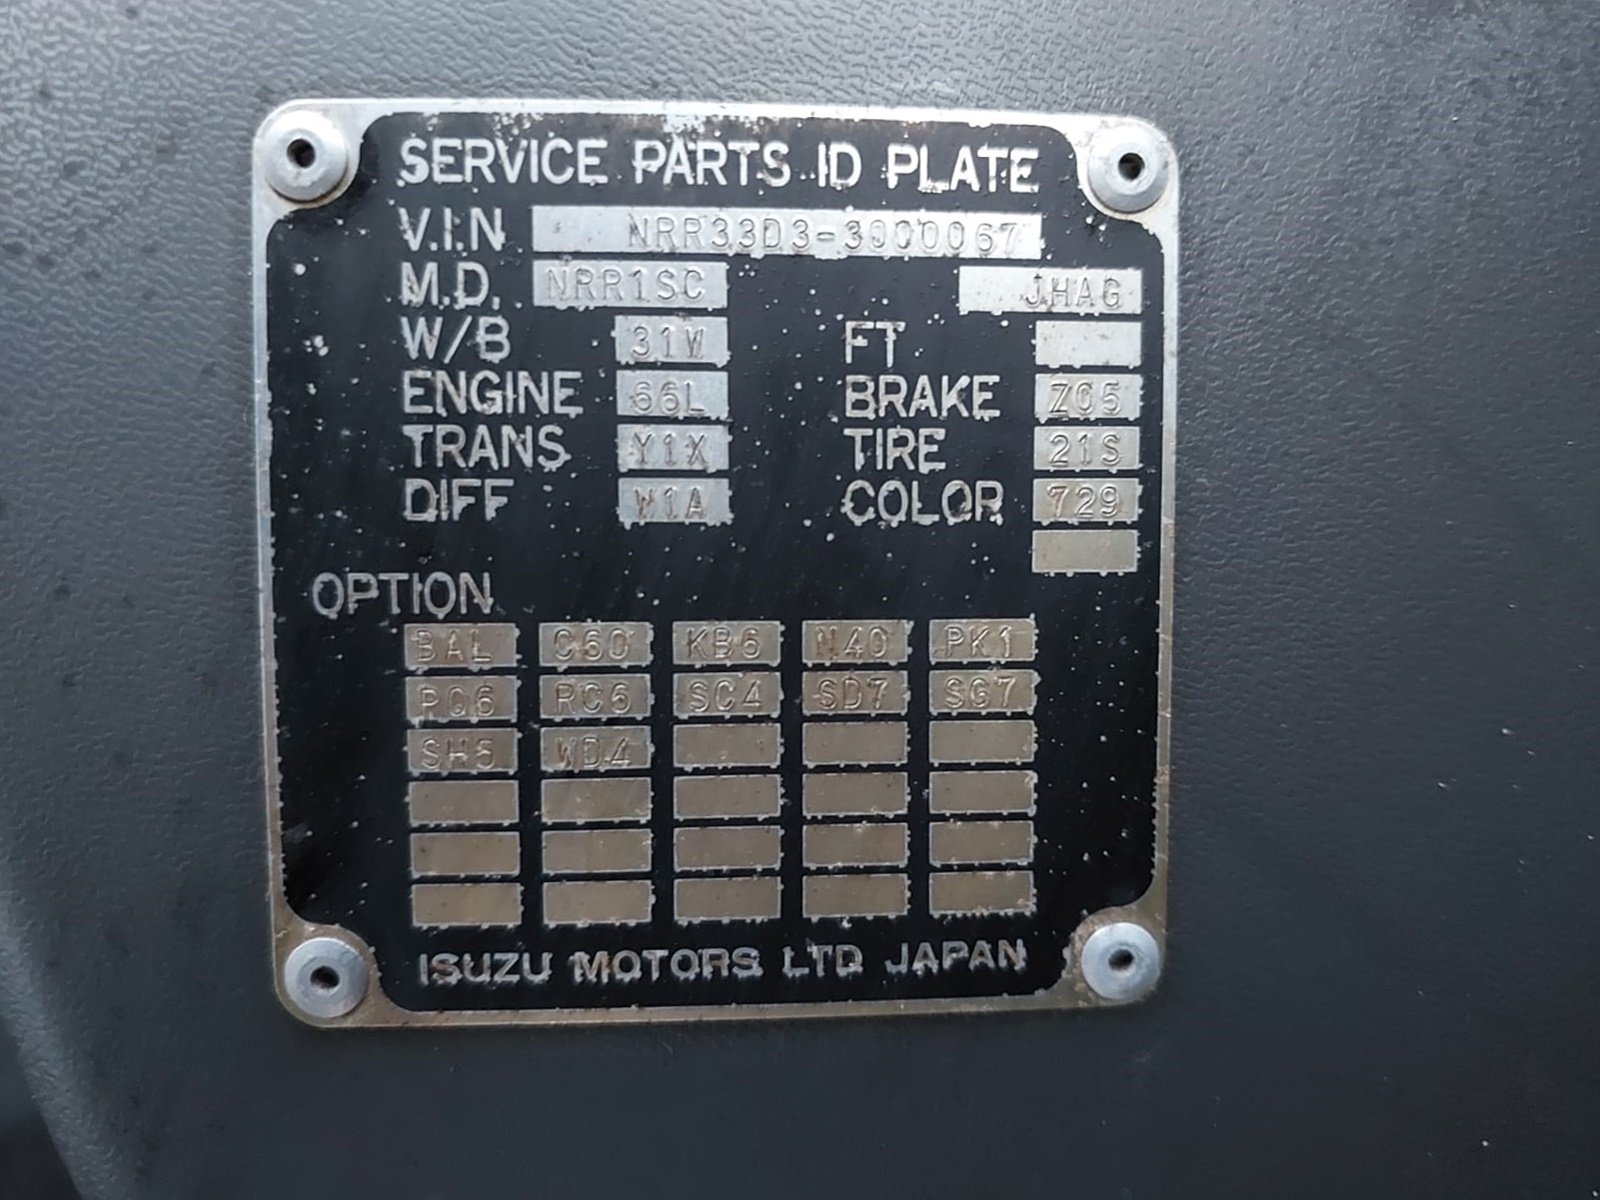 SERVICE PARTS ID PLATE
V.I.N NRR33D3-3000067
M.D. NRR1SC JHAG
W/B 31W FT
ENGINE 66L BRAKE Z05
TRANS Y1X TIRE 21S
DIFF W1A COLOR 729
OPTION
BAL C60 KB6 N40 PK1
PQ6 RC6 SC4 SD7 SG7
SH5 WD4
ISUZU MOTORS LTD JAPAN